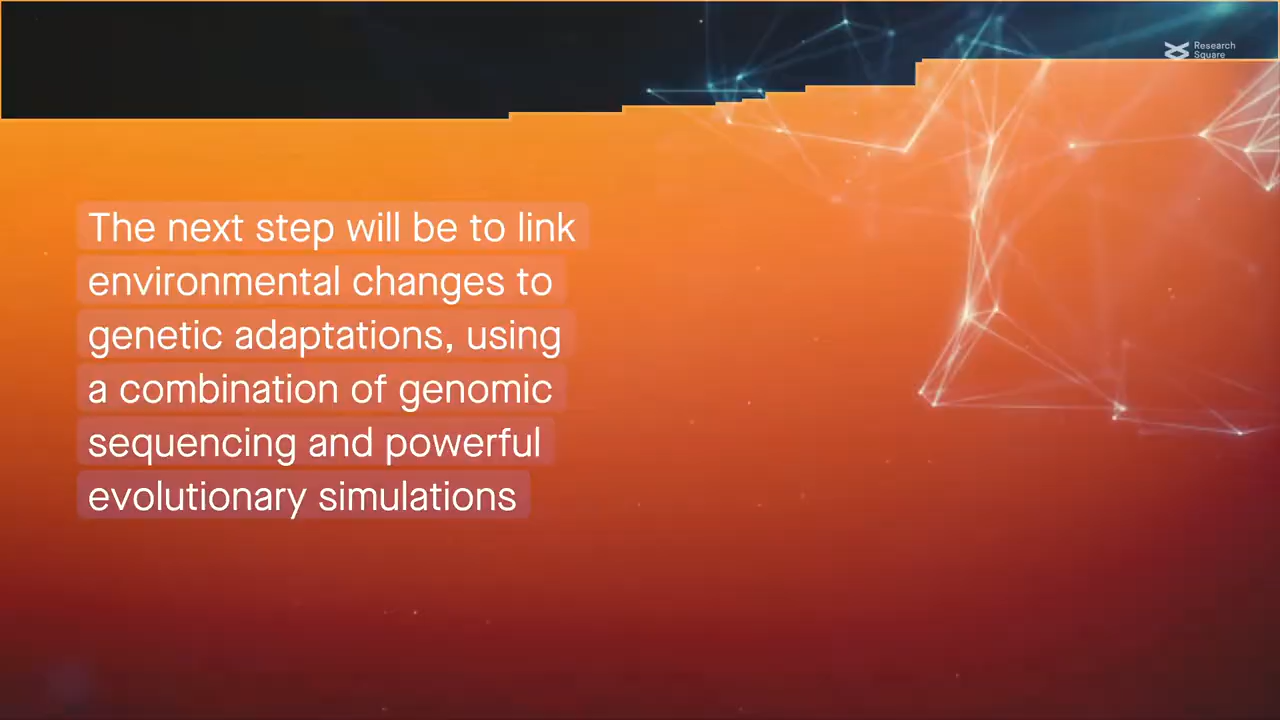 Research
Square
The next step will be to link
environmental changes to
genetic adaptations, using
a combination of genomic
sequencing and powerful
evolutionary simulations